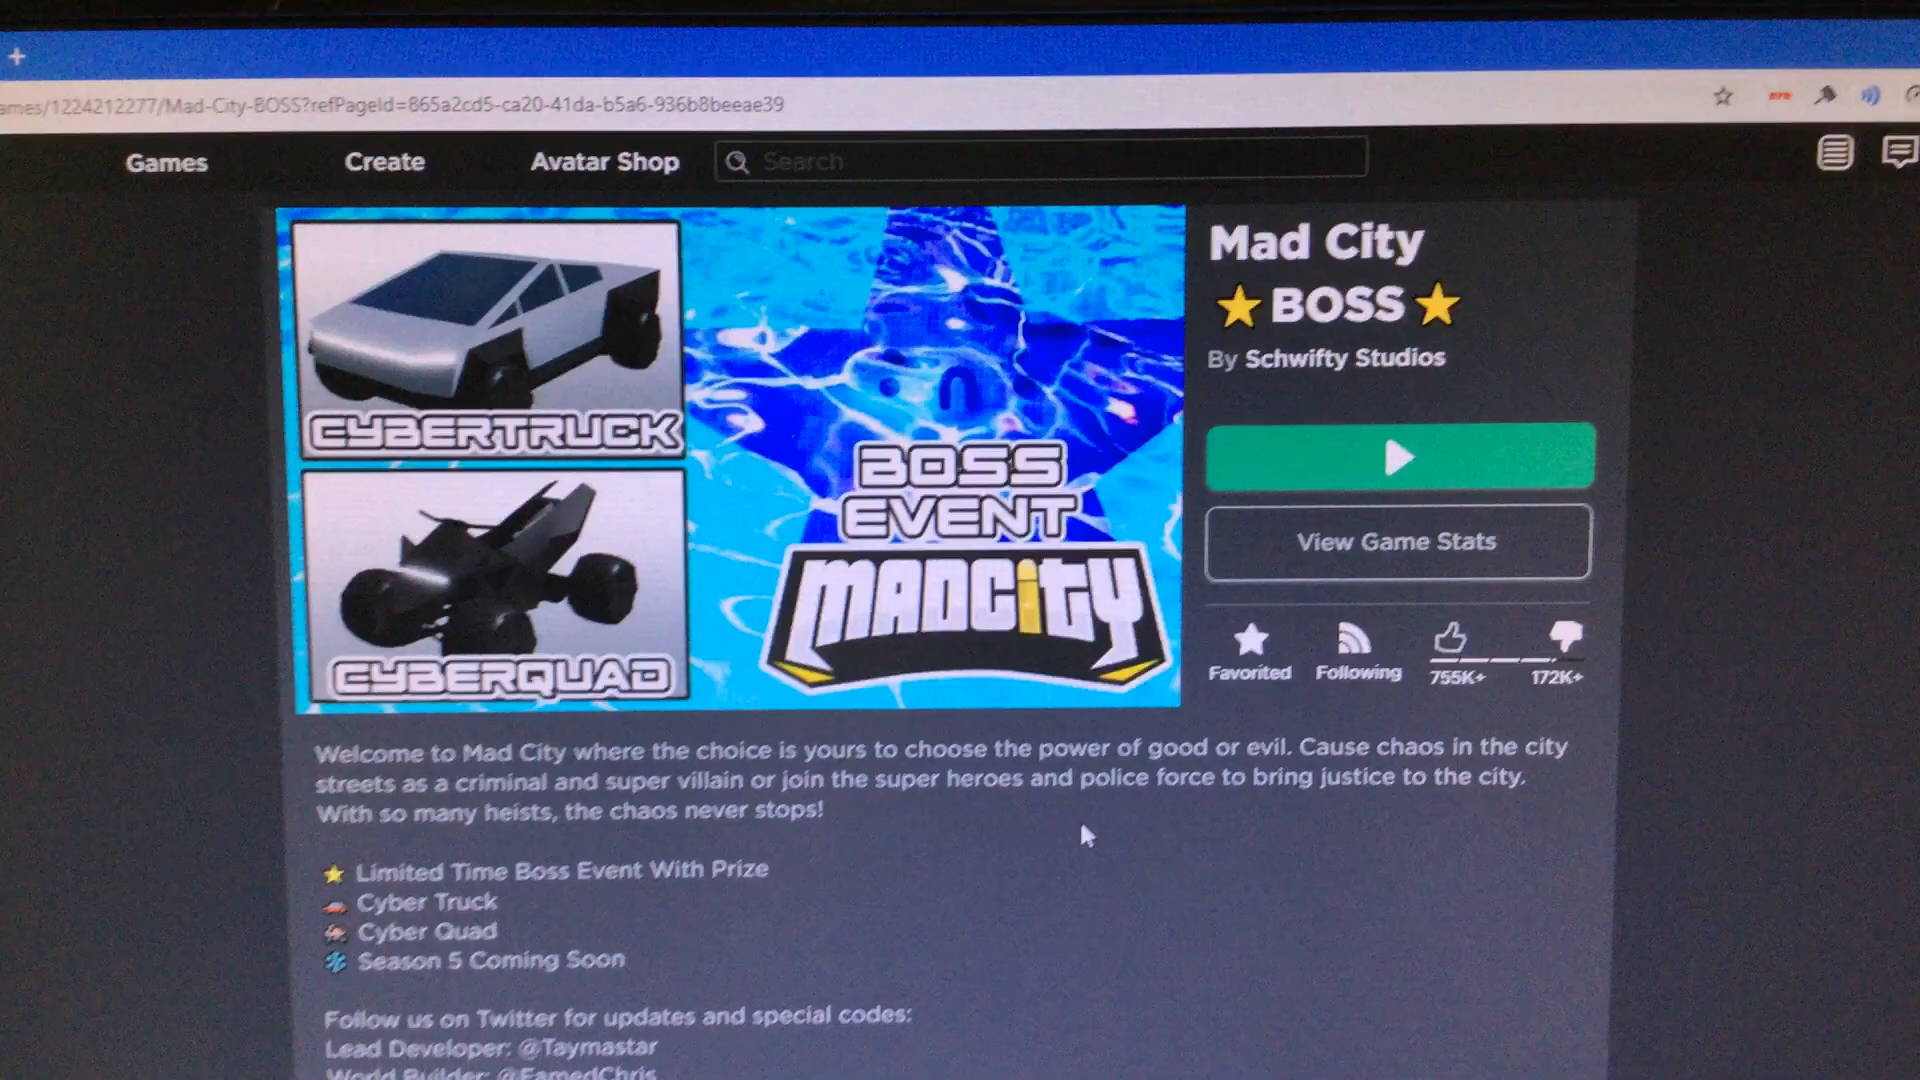 ames/1224212277/Mad-City-BOSS?refPageId=865a2cd5-ca20-41da-b5a6-936b8beeae39
Games Create Avatar Shop Search
CYBERTRUCK
CYBERQUAD
BOSS
EVENT
MADCITY
Mad City
⭐BOSS⭐
By Schwifty Studios
View Game Stats
Favorited Following 755K+ 172K+
Welcome to Mad City where the choice is yours to choose the power of good or evil. Cause chaos in the city
streets as a criminal and super villain or join the super heroes and police force to bring justice to the city.
With so many heists, the chaos never stops!
⭐ Limited Time Boss Event With Prize
Cyber Truck
Cyber Quad
Season 5 Coming Soon
Follow us on Twitter for updates and special codes:
Lead Developer: @Taymastar
World Builder: @FamedChris